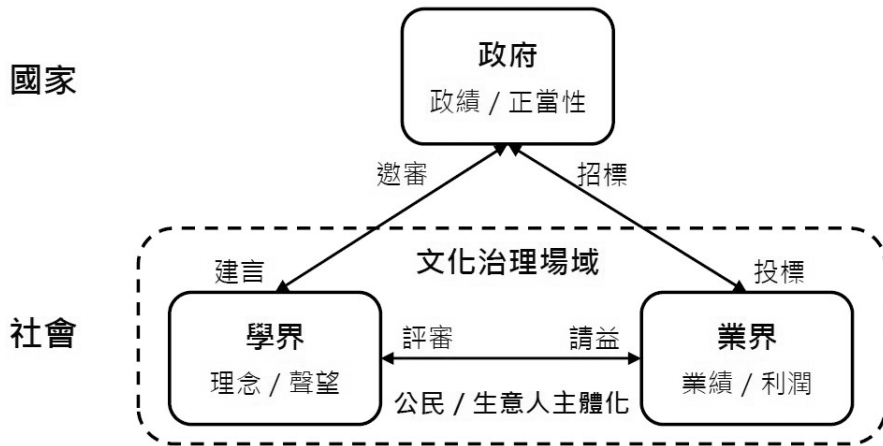 政府
國家
政績 / 正當性
邀審
招標
文化治理場域
建言
投標
學界
業界
社會
評審
請益
理念 / 聲望
業績 / 利潤
公民 / 生意人主體化